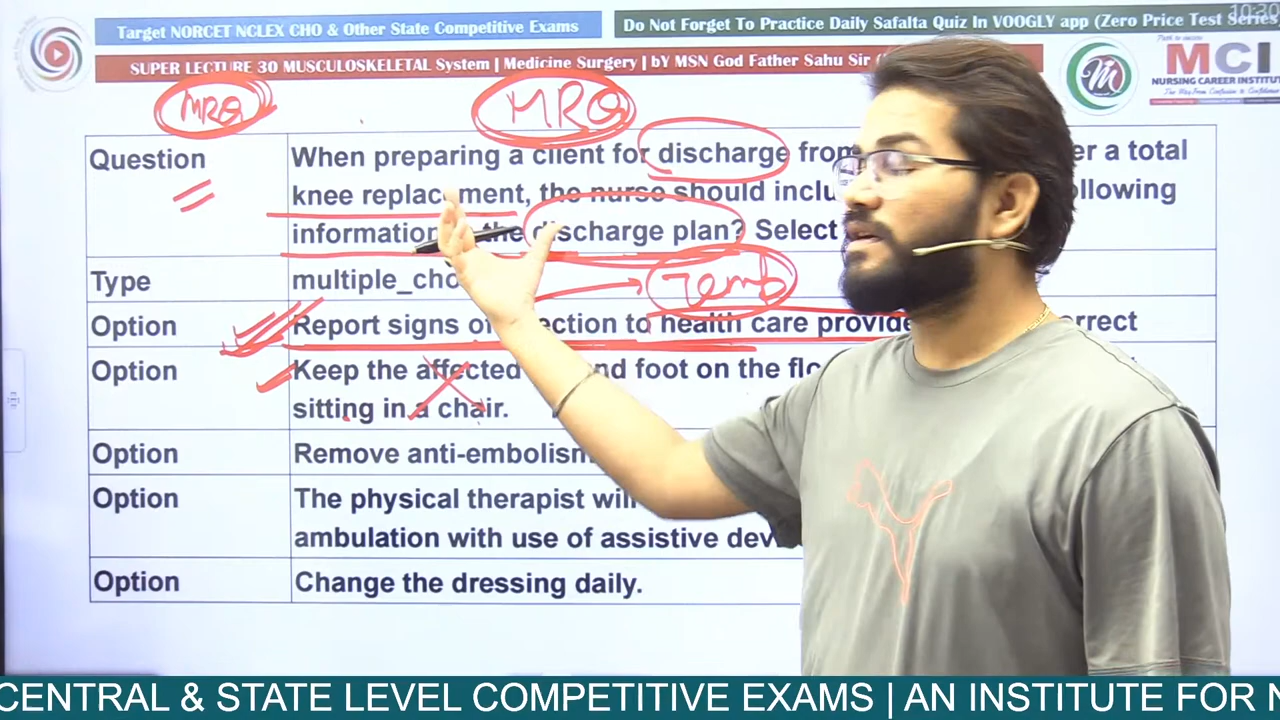 Target NORCET NCLEX CHO & Other State Competitive Exams
Do Not Forget To Practice Daily Safalta Quiz In VOOGLY app (Zero Price Test Series
10:30
SUPER LECTURE 30 MUSCULOSKELETAL System | Medicine Surgery | bY MSN God Father Sahu Sir (
MCI
NURSING CAREER INSTITU
MRQ
MRQ
Question
When preparing a client for discharge from er a total
knee replacement, the nurse should inclu ollowing
information the discharge plan? Select
Type
multiple_cho
Temb
Option
Report signs of ection to health care provide orrect
Option
Keep the affected nd foot on the flo
sitting in a chair.
Option
Remove anti-embolism
Option
The physical therapist will
ambulation with use of assistive dev
Option
Change the dressing daily.
CENTRAL & STATE LEVEL COMPETITIVE EXAMS | AN INSTITUTE FOR N